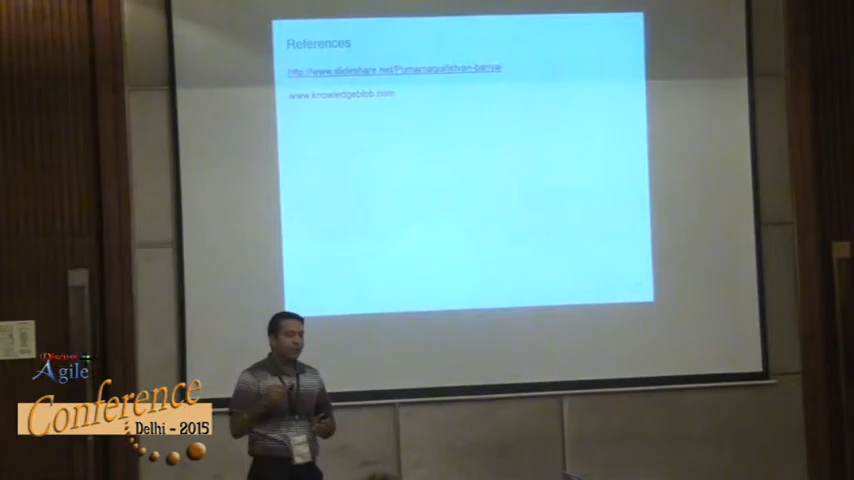 References
www.knowledgeblob.com
Discuss
Agile
Conference
Delhi - 2015